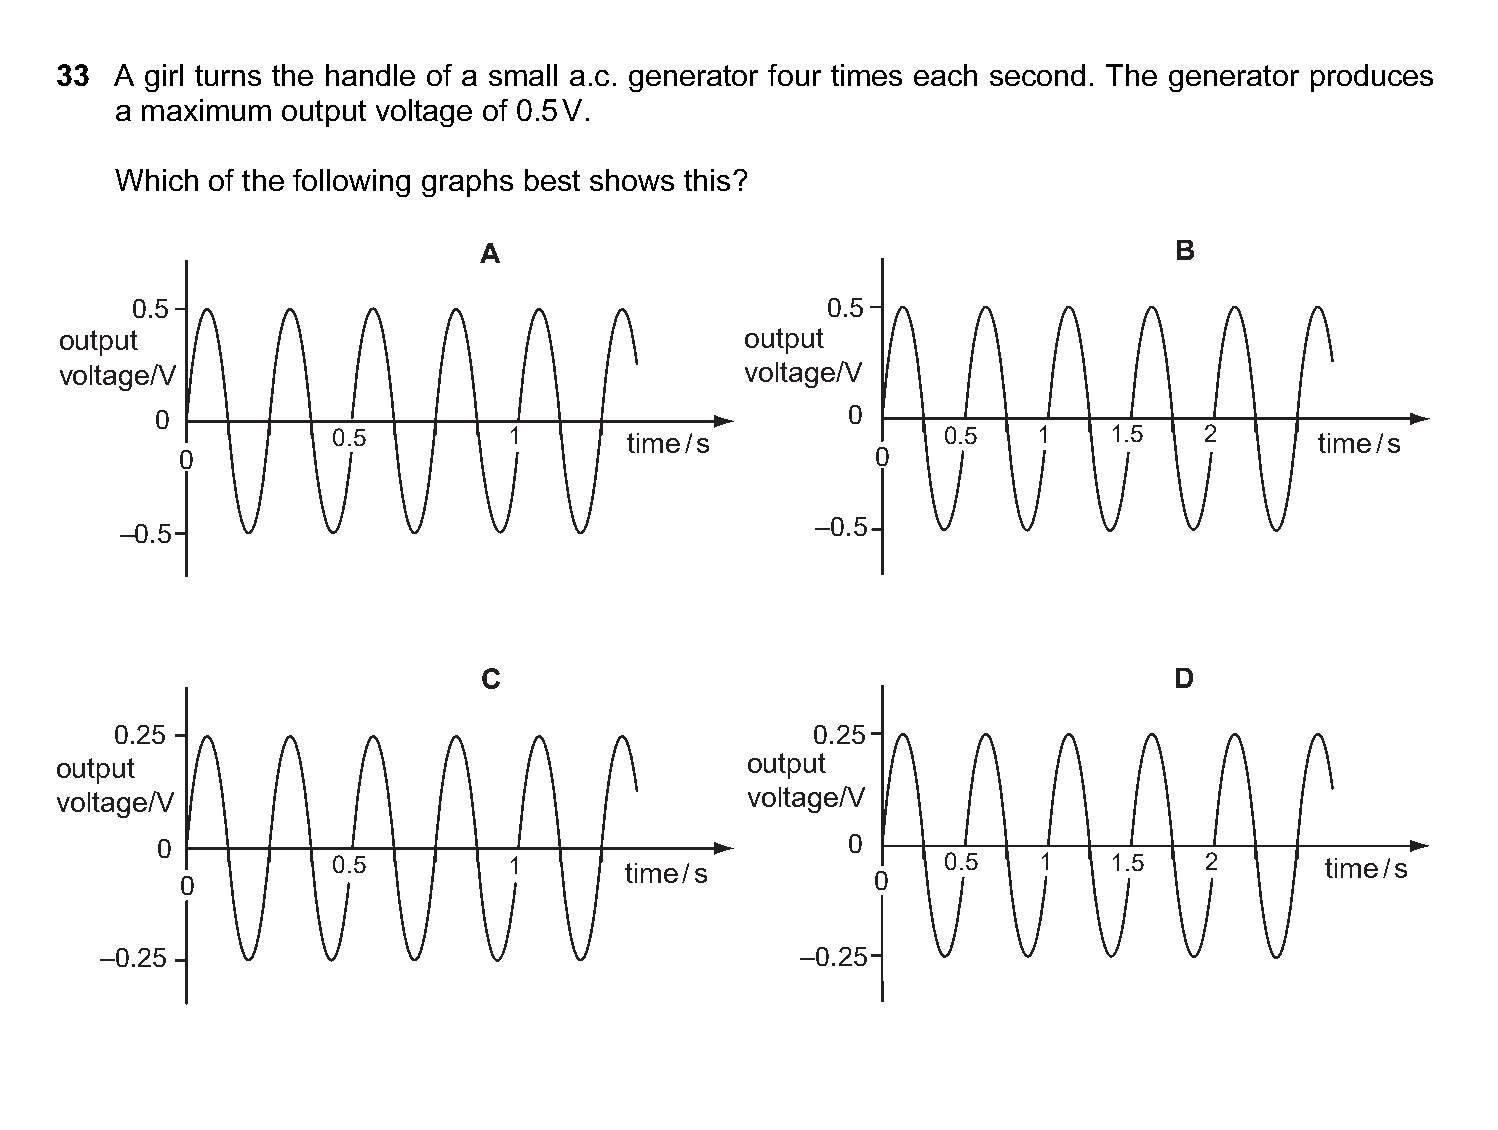 33 A girl turns the handle of a small a.c. generator four times each second. The generator produces
a maximum output voltage of 0.5 V.
Which of the following graphs best shows this?
A
0.5
output
voltage/V
0
0
0.5
1
time / s
–0.5
B
0.5
output
voltage/V
0
0
0.5
1
1.5
2
time / s
–0.5
C
0.25
output
voltage/V
0
0
0.5
1
time / s
–0.25
D
0.25
output
voltage/V
0
0
0.5
1
1.5
2
time / s
–0.25